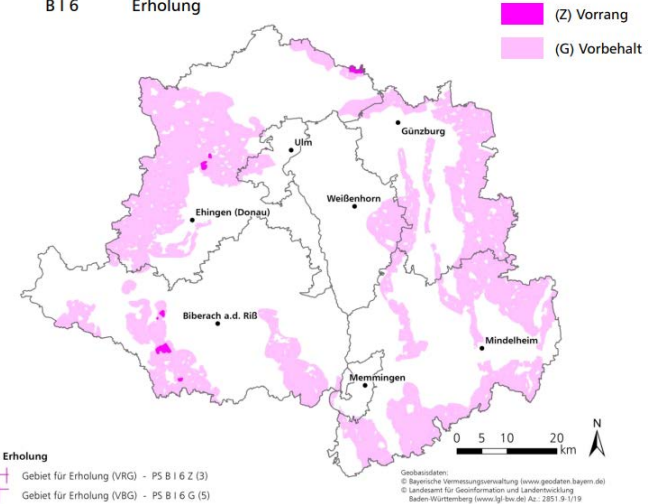 B I 6 Erholung
(Z) Vorrang
(G) Vorbehalt
Günzburg
Ulm
Weißenhorn
Ehingen (Donau)
Biberach a.d. Riß
Mindelheim
Memmingen
N
0 5 10 20
km
Erholung
Gebiet für Erholung (VRG) - PS B I 6 Z (3)
Gebiet für Erholung (VBG) - PS B I 6 G (5)
Geobasisdaten:
© Bayerische Vermessungsverwaltung (www.geodaten.bayern.de)
© Landesamt für Geoinformation und Landentwicklung
Baden-Württemberg (www.lgl-bw.de) Az.: 2851.9-1/19